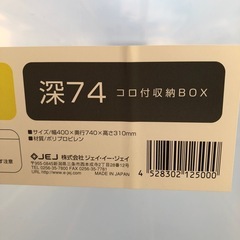 深74 コロ付収納BOX
■サイズ/幅400×奥行740×高さ310mm
■材質/ポリプロピレン
JEJ 株式会社 ジェイ・イー・ジェイ
MADE IN JAPAN
4 528302 125000